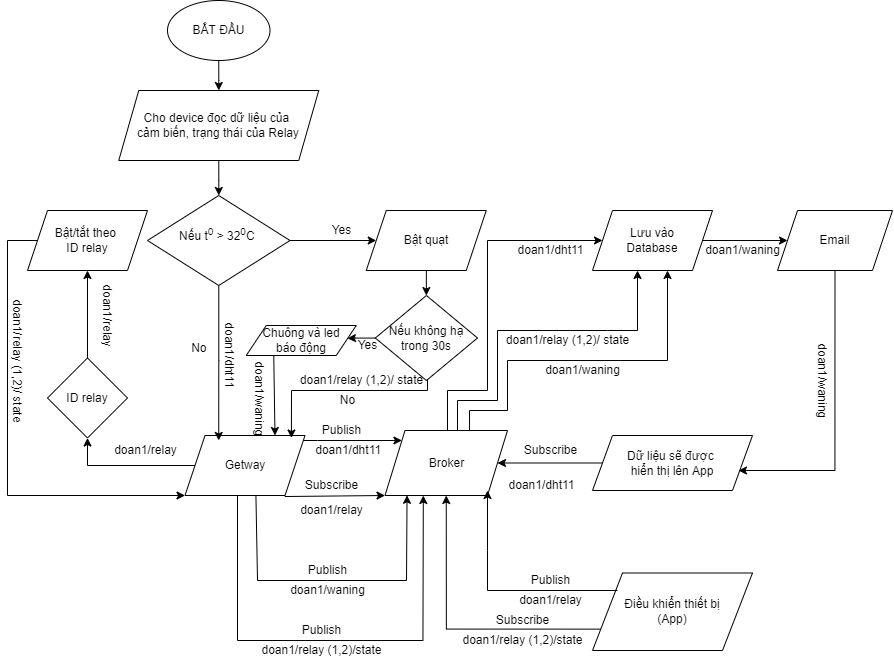 BẮT ĐẦU
Cho device đọc dữ liệu của
cảm biến, trạng thái của Relay
Nếu t⁰ > 32⁰C
Yes
Bật quạt
Bật/tắt theo
ID relay
Lưu vào
Database
Email
doan1/dht11
doan1/waning
doan1/relay
doan1/relay (1,2)/ state
No
doan1/dht11
Chuông và led
báo động
Yes
Nếu không hạ
trong 30s
doan1/waning
doan1/relay (1,2)/ state
No
doan1/relay (1,2)/ state
doan1/waning
doan1/waning
ID relay
doan1/relay
Getway
Publish
doan1/dht11
Broker
Subscribe
doan1/dht11
Dữ liệu sẽ được
hiển thị lên App
Subscribe
doan1/relay
Publish
doan1/waning
Publish
doan1/relay (1,2)/state
Publish
doan1/relay
Subscribe
doan1/relay (1,2)/state
Điều khiển thiết bị
(App)